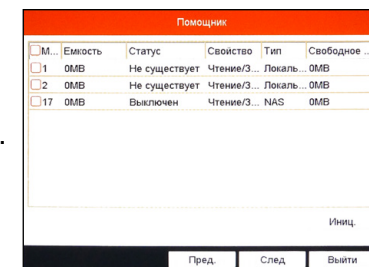 Помощник
М... Емкость Статус Свойство Тип Свободное ..
1 0MB Не существует Чтение/З... Локаль... 0MB
2 0MB Не существует Чтение/З... Локаль... 0MB
17 0MB Выключен Чтение/З... NAS 0MB
Иниц.
Пред. След Выйти